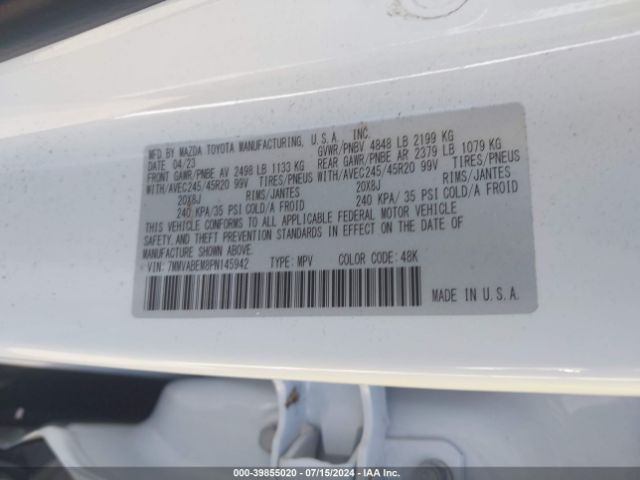 MFD. BY MAZDA TOYOTA MANUFACTURING, U.S.A., INC.
04/23 GVWR/PNBV 4848 LB 2199 KG
FRONT GAWR/PNBE AV 2498 LB 1133 KG REAR GAWR/PNBE AR 2379 LB 1079 KG
WITH/AVEC245/45R20 99V TIRES/PNEUS WITH/AVEC245/45R20 99V TIRES/PNEUS
20X8J RIMS/JANTES 20X8J RIMS/JANTES
240 KPA/ 35 PSI COLD/A FROID 240 KPA/ 35 PSI COLD/A FROID
THIS VEHICLE CONFORMS TO ALL APPLICABLE FEDERAL MOTOR VEHICLE
SAFETY, AND THEFT PREVENTION STANDARDS IN EFFECT ON THE DATE OF
MANUFACTURE SHOWN ABOVE.
VIN: 7MMVABEM8PN145942 TYPE: MPV COLOR CODE: 48K
MADE IN U.S.A.
000-39855020 - 07/15/2024 - IAA Inc.